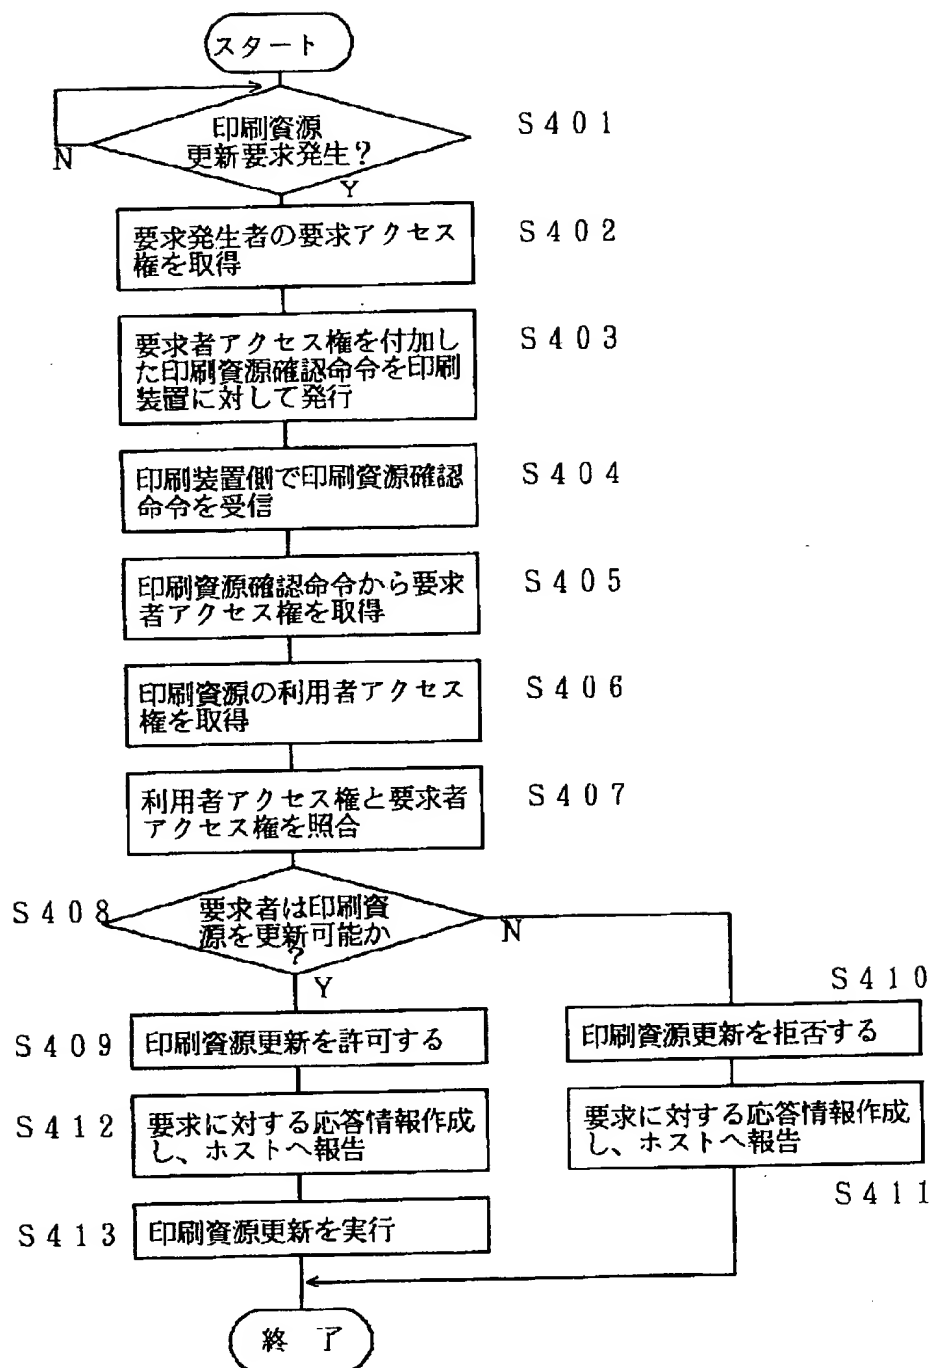 スタート
印刷資源
更新要求発生?
S401
N
Y
要求発生者の要求アクセス
権を取得
S402
要求者アクセス権を付加し
た印刷資源確認命令を印刷
装置に対して発行
S403
印刷装置側で印刷資源確認
命令を受信
S404
印刷資源確認命令から要求
者アクセス権を取得
S405
印刷資源の利用者アクセス
権を取得
S406
利用者アクセス権と要求者
アクセス権を照合
S407
S408
要求者は印刷資
源を更新可能か
?
N
Y
S410
S409
印刷資源更新を許可する
印刷資源更新を拒否する
S412
要求に対する応答情報作成
し、ホストへ報告
要求に対する応答情報作成
し、ホストへ報告
S411
S413
印刷資源更新を実行
終 了